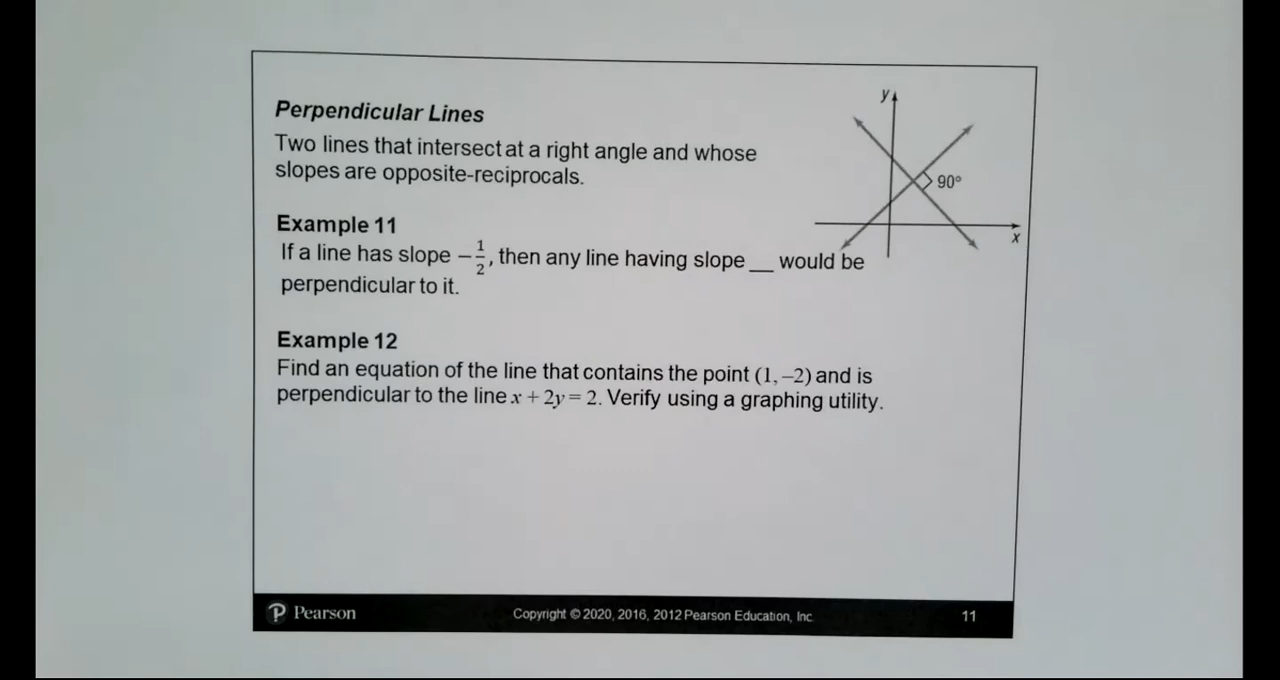 Perpendicular Lines
Two lines that intersect at a right angle and whose
slopes are opposite-reciprocals.
y
90°
x
Example 11
If a line has slope −1/2, then any line having slope __ would be
perpendicular to it.
Example 12
Find an equation of the line that contains the point (1, −2) and is
perpendicular to the line x + 2y = 2. Verify using a graphing utility.
P Pearson
Copyright © 2020, 2016, 2012 Pearson Education, Inc.
11